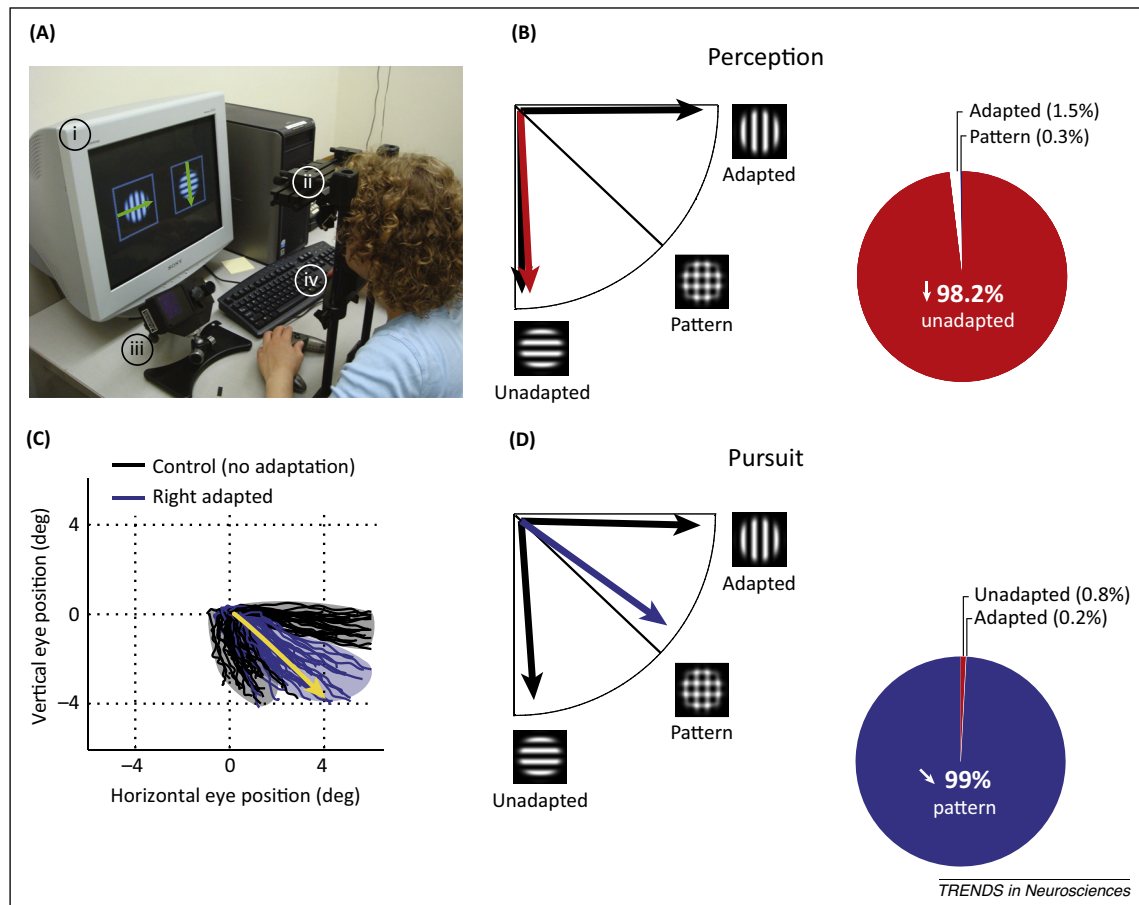 (A)
i
ii
iii
iv
SONY
(B)
Perception
Adapted
Pattern
Unadapted
Adapted (1.5%)
Pattern (0.3%)
↓ 98.2%
unadapted
(C)
Control (no adaptation)
Right adapted
Vertical eye position (deg)
4
0
−4
−4
0
4
Horizontal eye position (deg)
(D)
Pursuit
Adapted
Pattern
Unadapted
Unadapted (0.8%)
Adapted (0.2%)
↘ 99%
pattern
TRENDS in Neurosciences